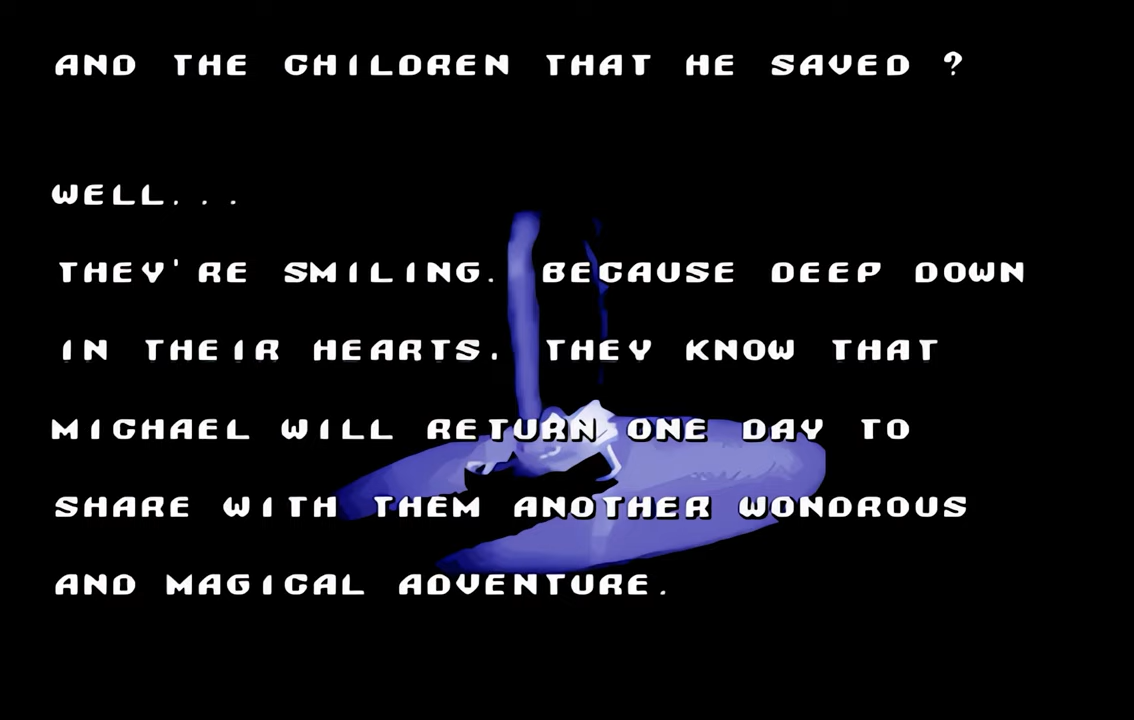 AND THE CHILDREN THAT HE SAVED ?
WELL...
THEY'RE SMILING. BECAUSE DEEP DOWN
IN THEIR HEARTS. THEY KNOW THAT
MICHAEL WILL RETURN ONE DAY TO
SHARE WITH THEM ANOTHER WONDROUS
AND MAGICAL ADVENTURE.